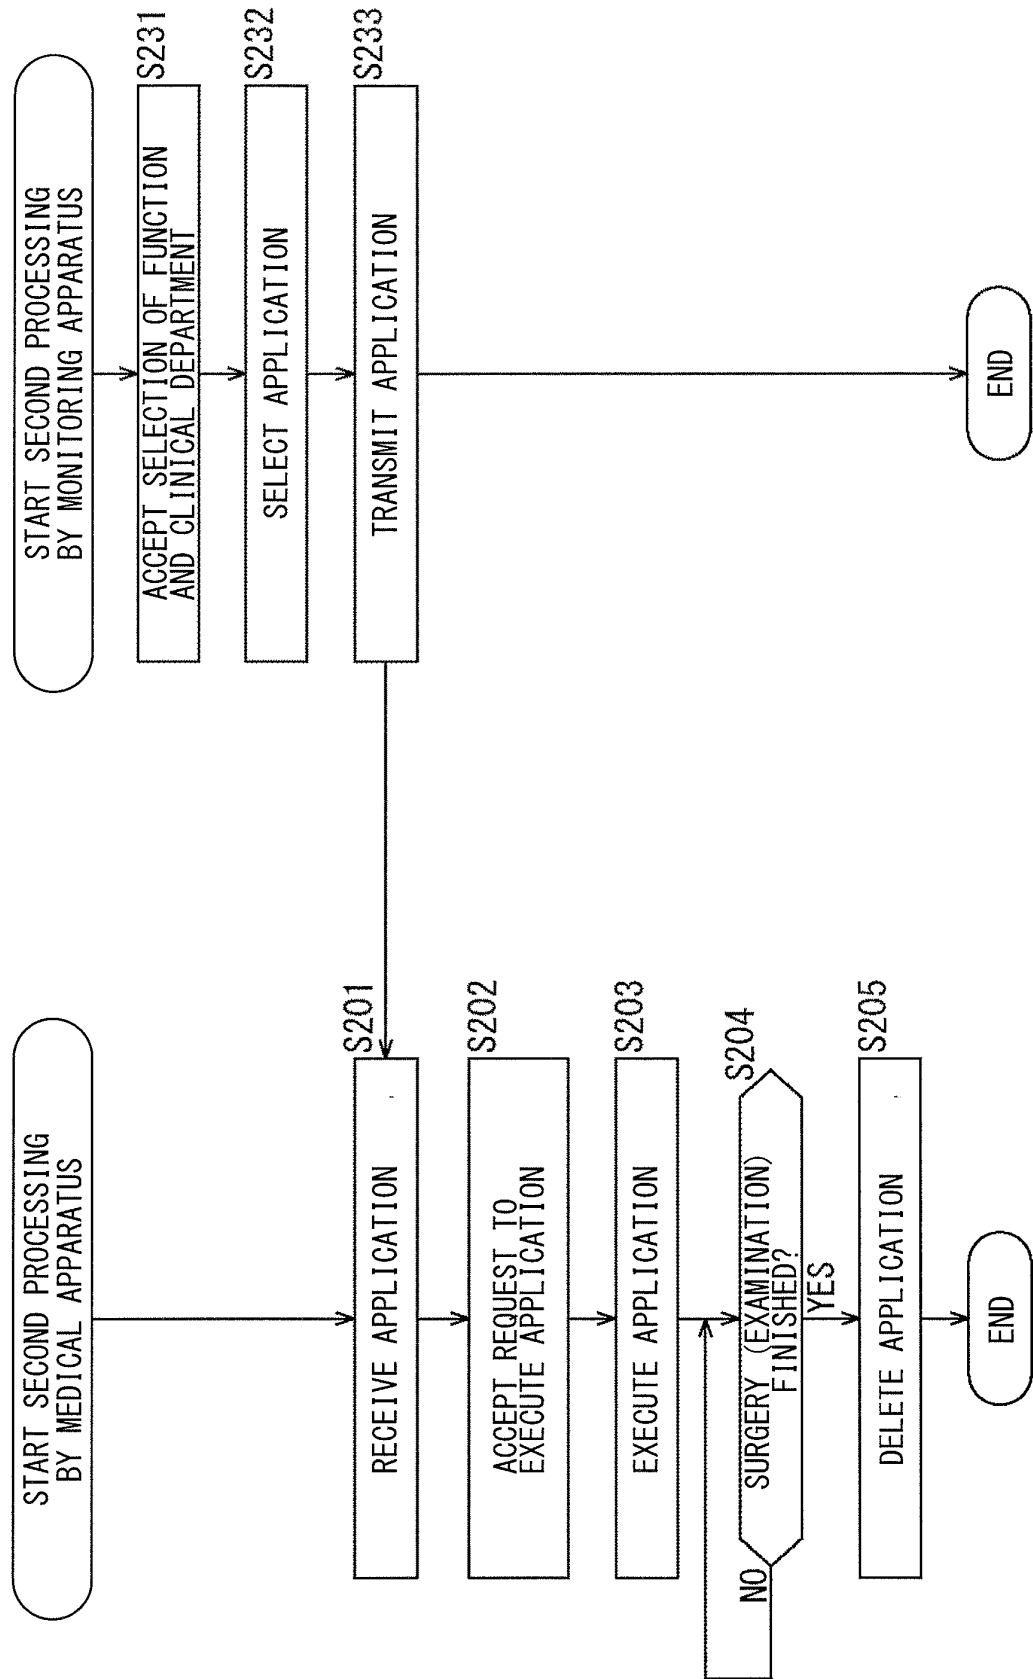 START SECOND PROCESSING
BY MEDICAL APPARATUS
S201
RECEIVE APPLICATION
S202
ACCEPT REQUEST TO
EXECUTE APPLICATION
S203
EXECUTE APPLICATION
S204
SURGERY (EXAMINATION)
FINISHED?
NO
YES
S205
DELETE APPLICATION
END
START SECOND PROCESSING
BY MONITORING APPARATUS
S231
ACCEPT SELECTION OF FUNCTION
AND CLINICAL DEPARTMENT
S232
SELECT APPLICATION
S233
TRANSMIT APPLICATION
END